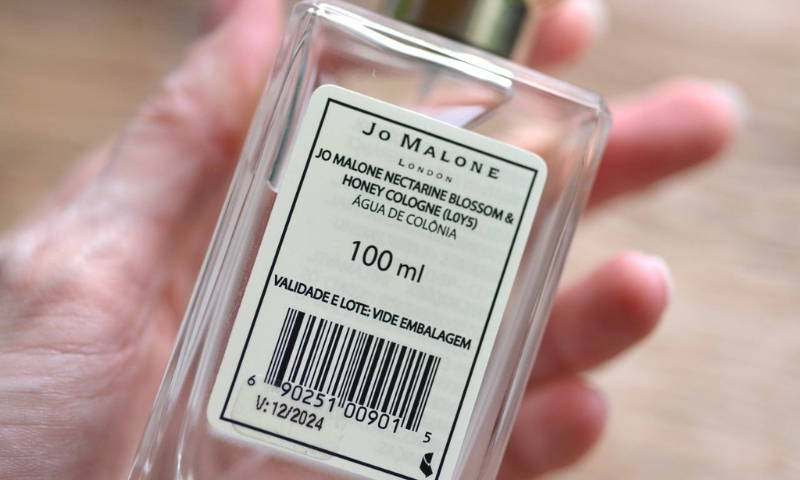 JO MALONE
LONDON
JO MALONE NECTARINE BLOSSOM &
HONEY COLOGNE (L0Y5)
ÁGUA DE COLÔNIA
100 ml
VALIDADE E LOTE: VIDE EMBALAGEM
6 90251 00901 5
V: 12/2024